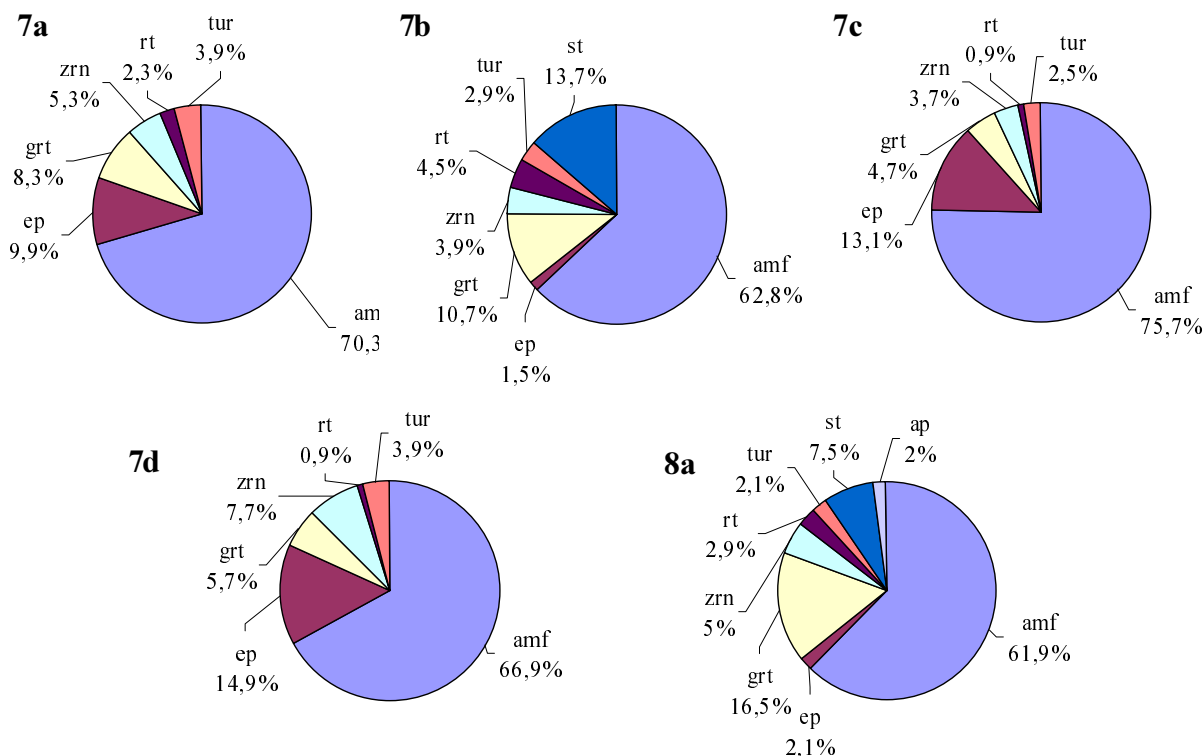 7a
tur
3,9%
rt
2,3%
zrn
5,3%
grt
8,3%
ep
9,9%
am
70,3
7b
st
13,7%
tur
2,9%
rt
4,5%
zrn
3,9%
grt
10,7%
ep
1,5%
amf
62,8%
7c
rt
0,9%
tur
2,5%
zrn
3,7%
grt
4,7%
ep
13,1%
amf
75,7%
7d
rt
0,9%
tur
3,9%
zrn
7,7%
grt
5,7%
ep
14,9%
amf
66,9%
8a
st
7,5%
ap
2%
tur
2,1%
rt
2,9%
zrn
5%
grt
16,5%
ep
2,1%
amf
61,9%